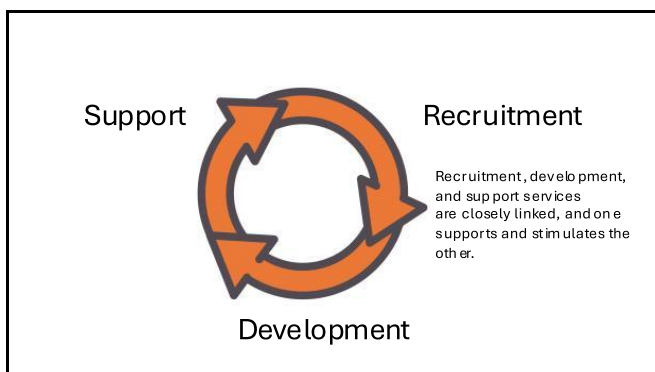 Support
Recruitment
Recruitment, development,
and support services
are closely linked, and one
supports and stimulates the
other.
Development